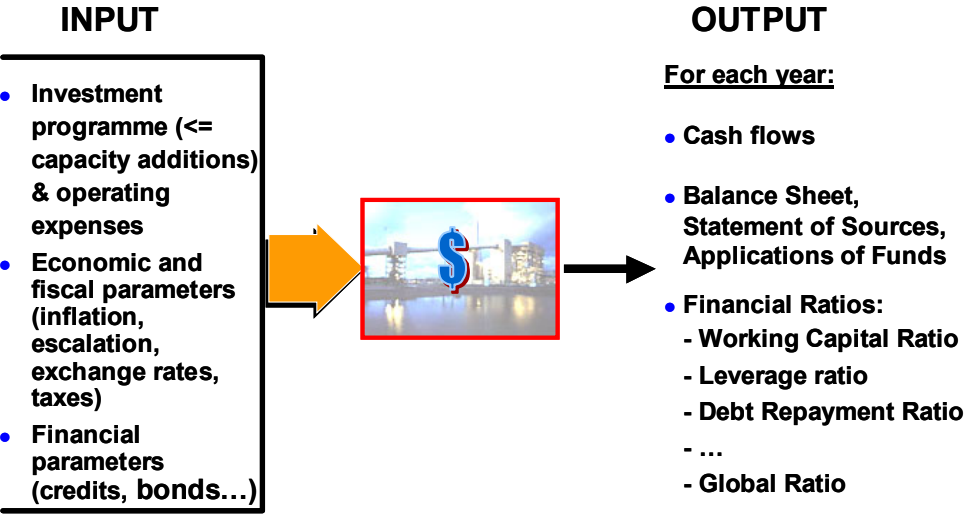 INPUT
• Investment
programme (<=
capacity additions)
& operating
expenses
• Economic and
fiscal parameters
(inflation,
escalation,
exchange rates,
taxes)
• Financial
parameters
(credits, bonds…)
$
OUTPUT
For each year:
• Cash flows
• Balance Sheet,
Statement of Sources,
Applications of Funds
• Financial Ratios:
- Working Capital Ratio
- Leverage ratio
- Debt Repayment Ratio
- …
- Global Ratio